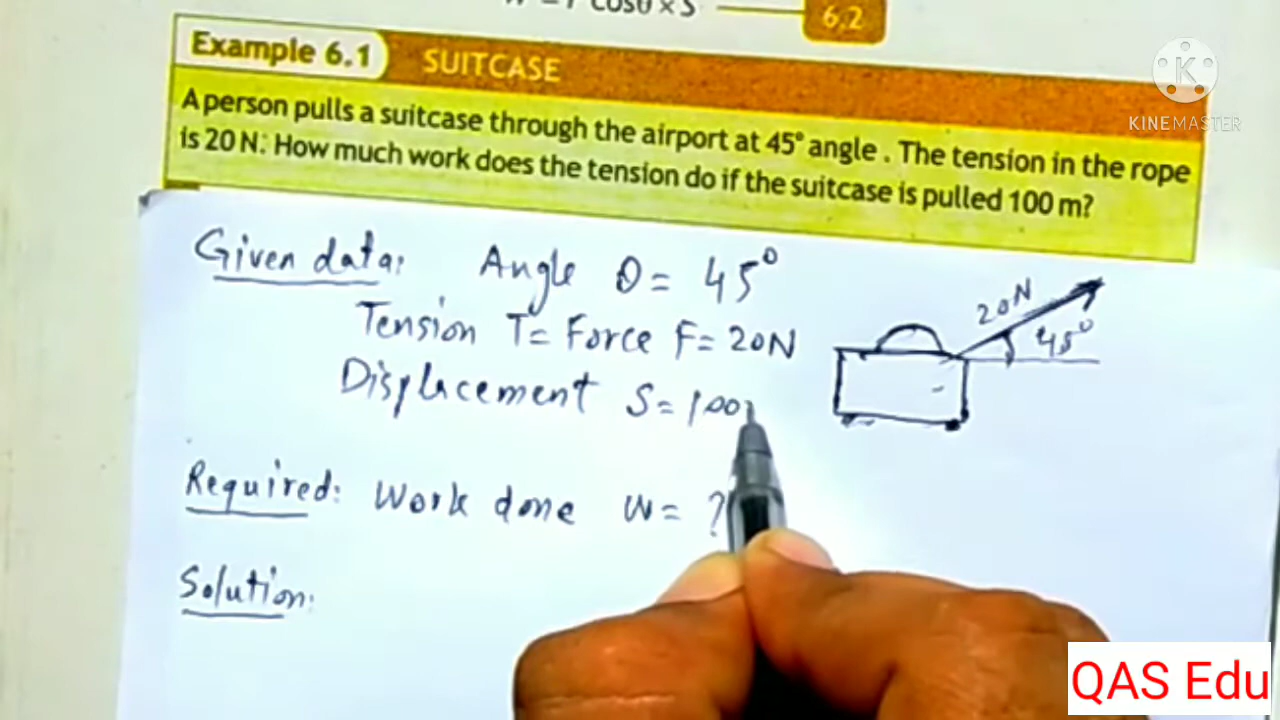 cosθ × S 6.2
Example 6.1 SUITCASE
A person pulls a suitcase through the airport at 45° angle . The tension in the rope
is 20 N. How much work does the tension do if the suitcase is pulled 100 m?
KINEMASTER
Given data: Angle θ = 45°
Tension T = Force F = 20N
Displacement S = 100
20N
45°
Required: Work done W = ?
Solution:
QAS Edu